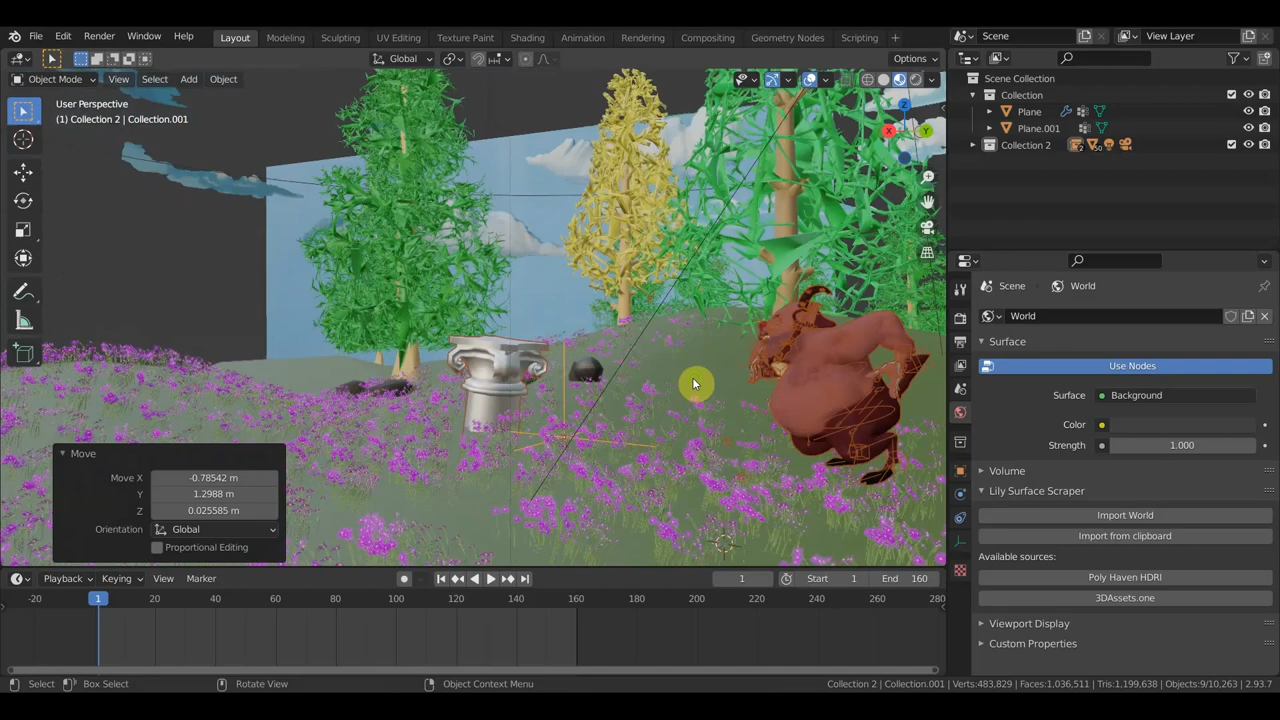 File Edit Render Window Help Layout Modeling Sculpting UV Editing Texture Paint Shading Animation Rendering Compositing Geometry Nodes Scripting + Scene View Layer
Global Options
Object Mode View Select Add Object
User Perspective
(1) Collection 2 | Collection.001
Z
X
Y
Scene Collection
Collection
Plane
Plane.001
Collection 2 2 50
Scene World
World
Surface
Use Nodes
Surface Background
Color
Strength 1.000
Volume
Lily Surface Scraper
Import World
Import from clipboard
Available sources:
Poly Haven HDRI
3DAssets.one
Viewport Display
Custom Properties
Move
Move X -0.78542 m
Y 1.2988 m
Z 0.025585 m
Orientation Global
Proportional Editing
Playback Keying View Marker 1 Start 1 End 160
-20 1 20 40 60 80 100 120 140 160 180 200 220 240 260 280
Select Box Select Rotate View Object Context Menu Collection 2 | Collection.001 | Verts:483,829 | Faces:1,036,511 | Tris:1,199,638 | Objects:9/10,263 | 2.93.7